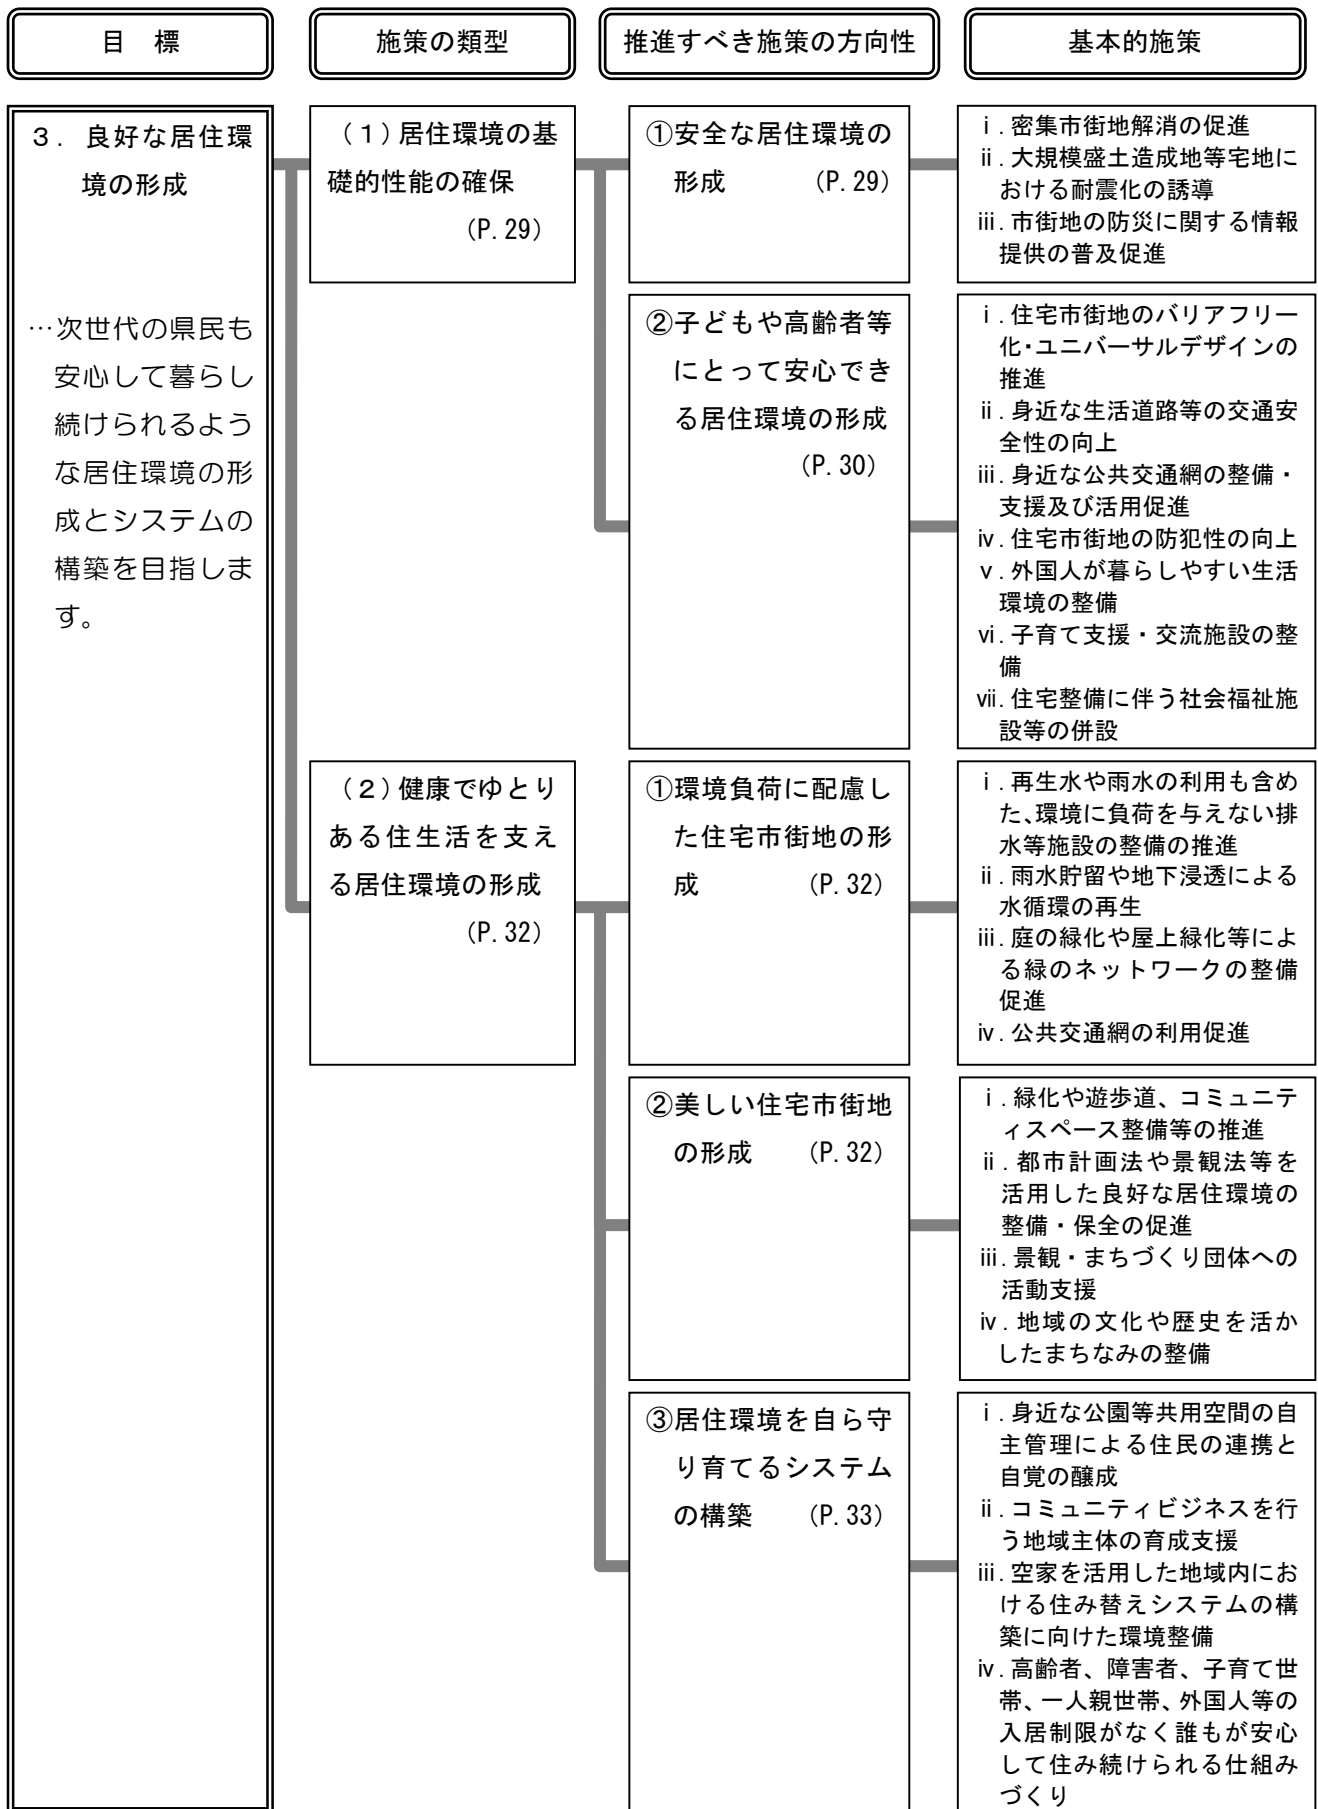 目　標
施策の類型
推進すべき施策の方向性
基本的施策
３．良好な居住環
境の形成
…次世代の県民も
安心して暮らし
続けられるよう
な居住環境の形
成とシステムの
構築を目指しま
す。
（１）居住環境の基
礎的性能の確保
（P.29）
①安全な居住環境の
形成　（P.29）
ⅰ．密集市街地解消の促進
ⅱ．大規模盛土造成地等宅地に
おける耐震化の誘導
ⅲ．市街地の防災に関する情報
提供の普及促進
②子どもや高齢者等
にとって安心でき
る居住環境の形成
（P.30）
ⅰ．住宅市街地のバリアフリー
化・ユニバーサルデザインの
推進
ⅱ．身近な生活道路等の交通安
全性の向上
ⅲ．身近な公共交通網の整備・
支援及び活用促進
ⅳ．住宅市街地の防犯性の向上
ⅴ．外国人が暮らしやすい生活
環境の整備
ⅵ．子育て支援・交流施設の整
備
ⅶ．住宅整備に伴う社会福祉施
設等の併設
（２）健康でゆとり
ある住生活を支え
る居住環境の形成
（P.32）
①環境負荷に配慮し
た住宅市街地の形
成　（P.32）
ⅰ．再生水や雨水の利用も含め
た、環境に負荷を与えない排
水等施設の整備の推進
ⅱ．雨水貯留や地下浸透による
水循環の再生
ⅲ．庭の緑化や屋上緑化等によ
る緑のネットワークの整備
促進
ⅳ．公共交通網の利用促進
②美しい住宅市街地
の形成　（P.32）
ⅰ．緑化や遊歩道、コミュニテ
ィスペース整備等の推進
ⅱ．都市計画法や景観法等を
活用した良好な居住環境の
整備・保全の促進
ⅲ．景観・まちづくり団体への
活動支援
ⅳ．地域の文化や歴史を活か
したまちなみの整備
③居住環境を自ら守
り育てるシステム
の構築　（P.33）
ⅰ．身近な公園等共用空間の自
主管理による住民の連携と
自覚の醸成
ⅱ．コミュニティビジネスを行
う地域主体の育成支援
ⅲ．空家を活用した地域内にお
ける住み替えシステムの構
築に向けた環境整備
ⅳ．高齢者、障害者、子育て世
帯、一人親世帯、外国人等の
入居制限がなく誰もが安心
して住み続けられる仕組み
づくり